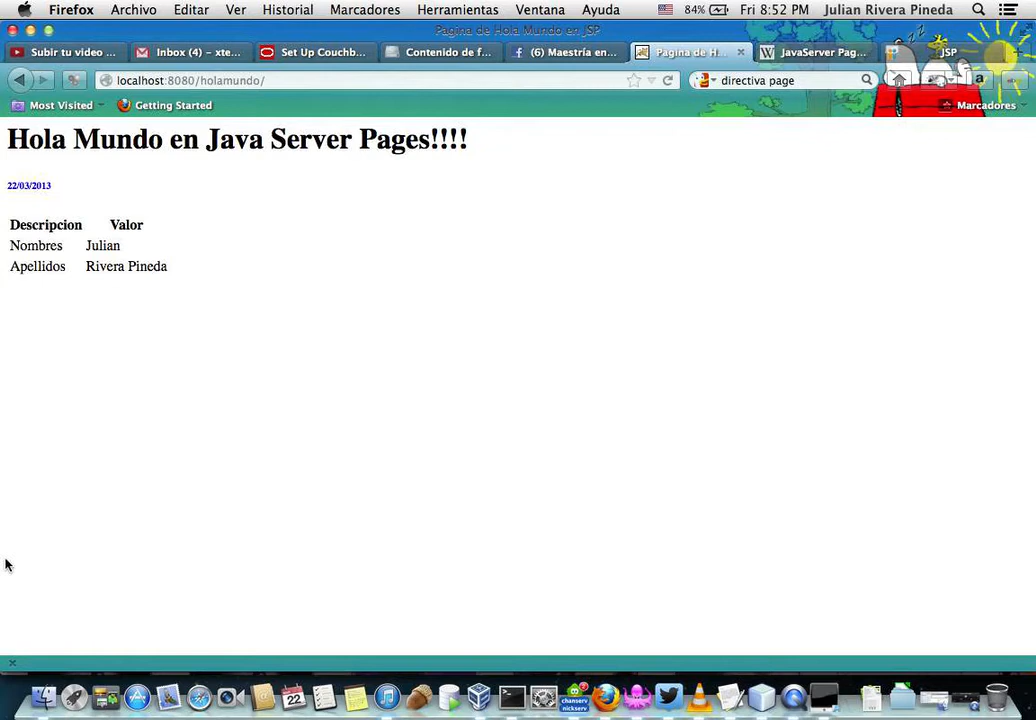 Firefox Archivo Editar Ver Historial Marcadores Herramientas Ventana Ayuda 84% Fri 8:52 PM Julian Rivera Pineda
Pagina de Hola Mundo en JSP
Subir tu video ... Inbox (4) – xte... Set Up Couchb... Contenido de f... (6) Maestría en... Pagina de H... JavaServer Pag... JSP
localhost:8080/holamundo/ directiva page
Most Visited Getting Started Marcadores
Hola Mundo en Java Server Pages!!!!
22/03/2013
Descripcion Valor
Nombres Julian
Apellidos Rivera Pineda
22 chanserv
nickserv